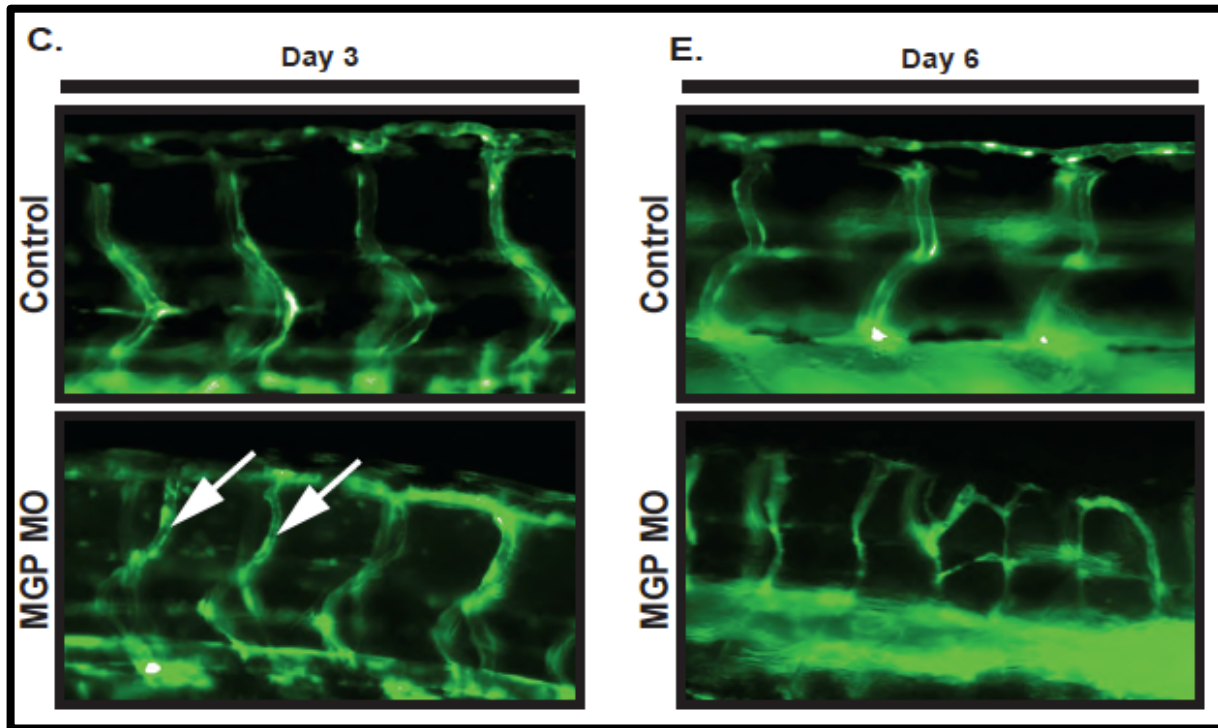 C.
Day 3
E.
Day 6
Control
Control
MGP MO
MGP MO